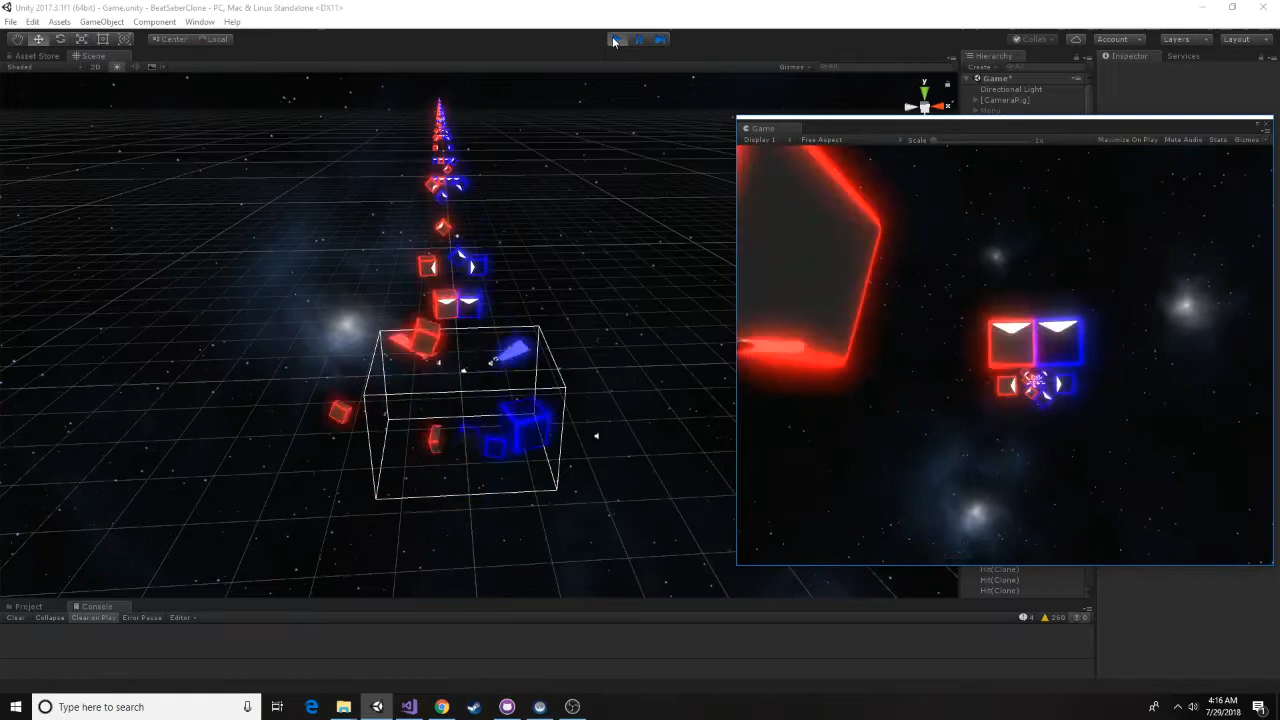 Unity 2017.3.1f1 (64bit) - Game.unity - BeatSaberClone - PC, Mac & Linux Standalone <DX11>
File Edit Assets GameObject Component Window Help
Center Local Collab Account Layers Layout
Asset Store Scene Hierarchy Inspector Services
Shaded 2D Gizmos All Create All
Game*
Directional Light
[CameraRig]
Menu
y
x
Game
Display 1 Free Aspect Scale Maximize On Play Mute Audio Stats Gizmos
Hit(Clone)
Hit(Clone)
Hit(Clone)
Project Console
Clear Collapse Clear on Play Error Pause Editor 4 260 0
Type here to search
4:16 AM
7/29/2018
1